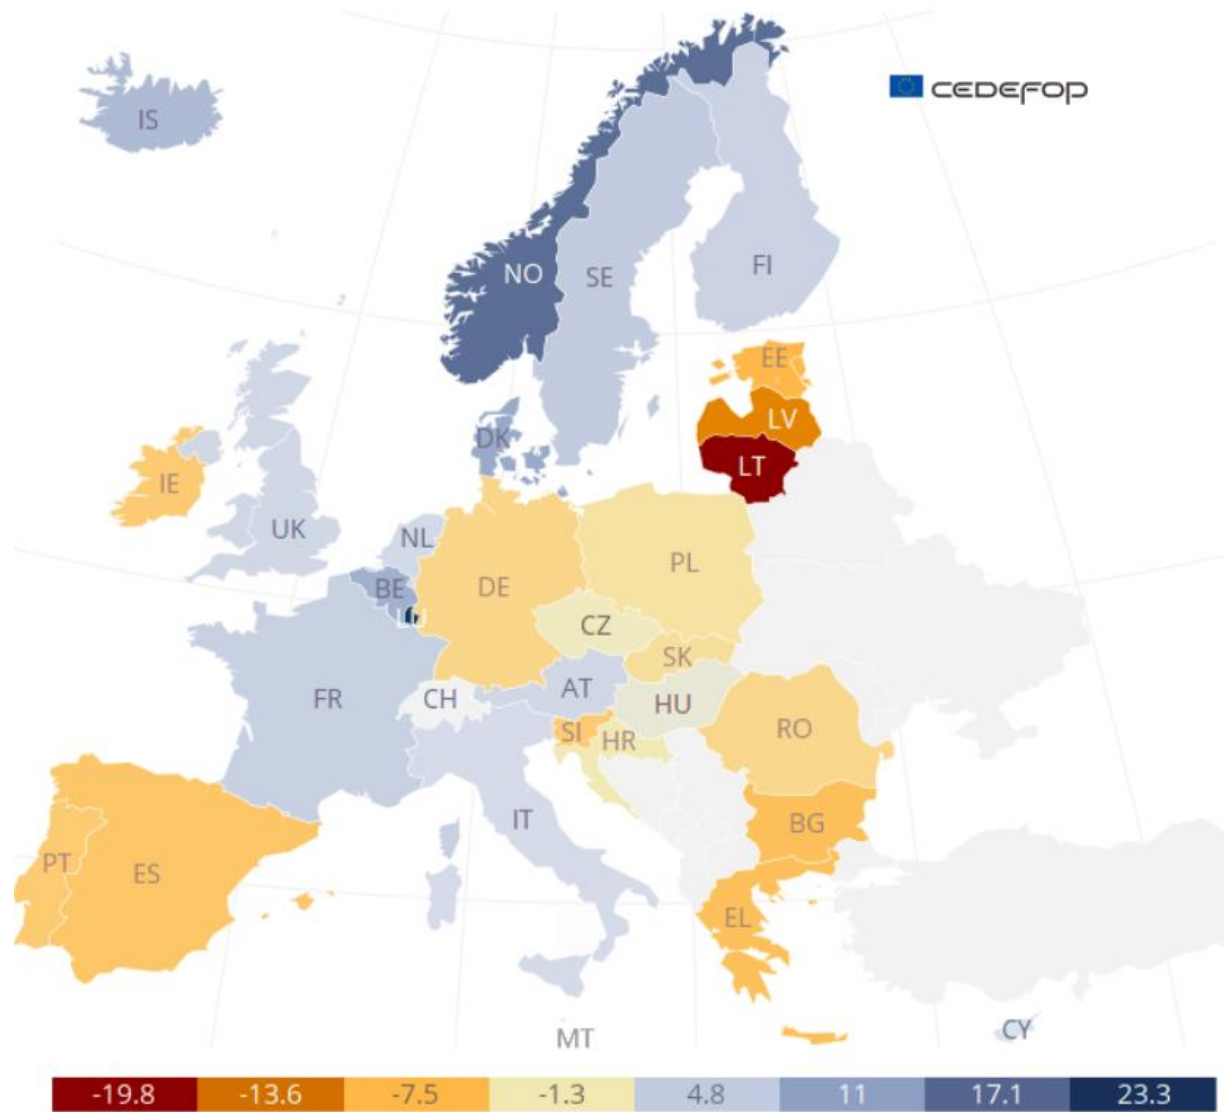 CEDEFOP
IS
NO
SE
FI
EE
LV
LT
DK
IE
UK
NL
BE
LU
DE
PL
CZ
SK
FR
CH
AT
HU
SI
HR
RO
IT
BG
PT
ES
EL
MT
CY
-19.8 -13.6 -7.5 -1.3 4.8 11 17.1 23.3